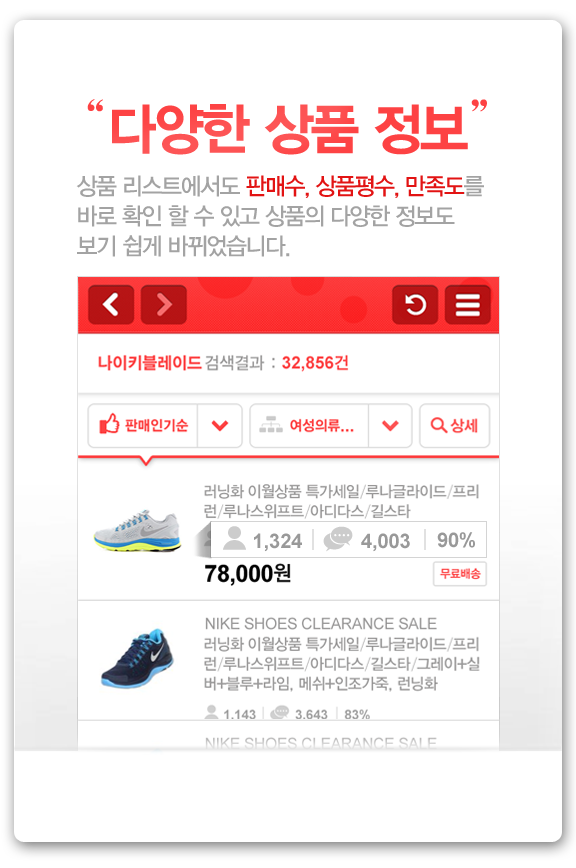 “다양한 상품 정보”
상품 리스트에서도 판매수, 상품평수, 만족도를
바로 확인 할 수 있고 상품의 다양한 정보도
보기 쉽게 바뀌었습니다.
나이키블레이드 검색결과 : 32,856건
판매인기순 여성의류... 상세
러닝화 이월상품 특가세일/루나글라이드/프리
런/루나스위프트/아디다스/길스타
1,324 | 4,003 | 90%
78,000원 무료배송
NIKE SHOES CLEARANCE SALE
러닝화 이월상품 특가세일/루나글라이드/프리
런/루나스위프트/아디다스/길스타/그레이+실
버+블루+라임, 메쉬+인조가죽, 런닝화
1,143 | 3,643 | 83%
NIKE SHOES CLEARANCE SALE